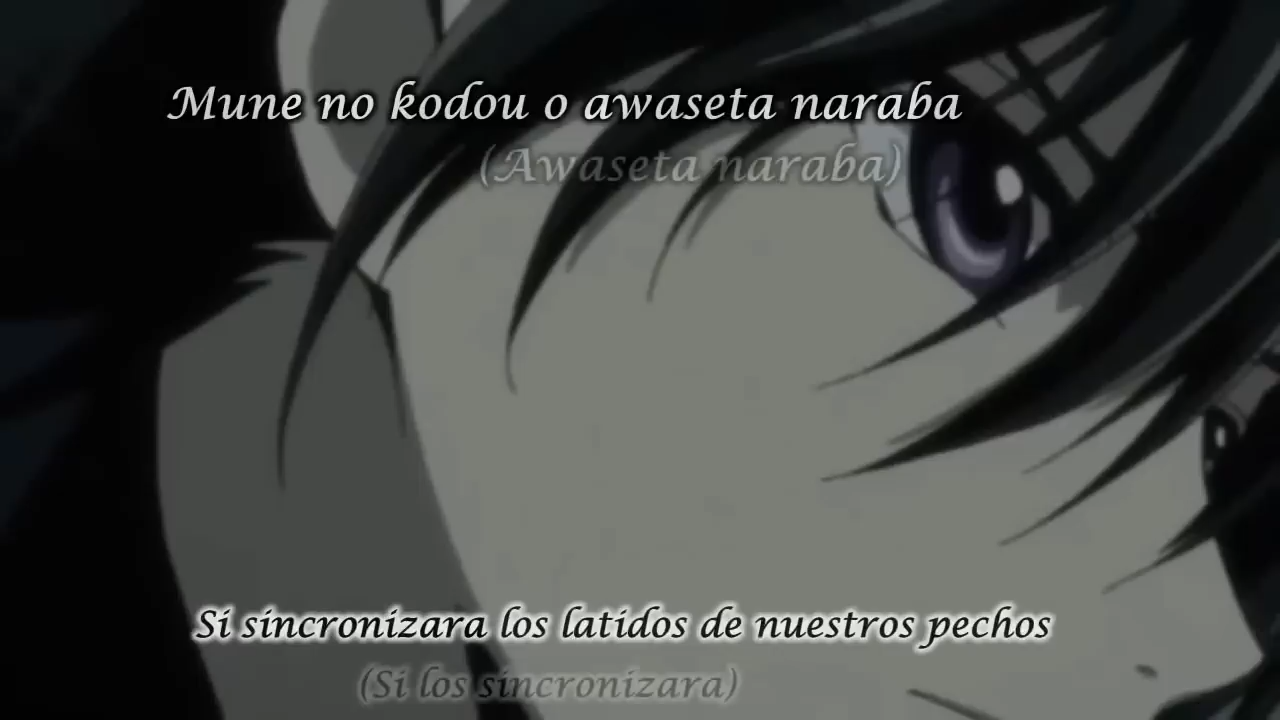 Mune no kodou o awaseta naraba
(Awaseta naraba)
Si sincronizara los latidos de nuestros pechos
(Si los sincronizara)